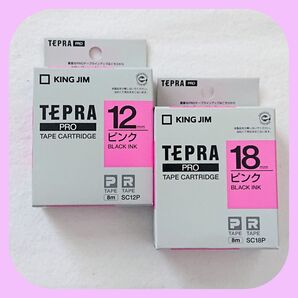 TEPRA PRO
KING JIM
12mm
TEPRA
PRO
ピンク
TAPE CARTRIDGE
BLACK INK
P R
TAPE TAPE
8m SC12P
TEPRA PRO
KING JIM
18mm
TEPRA
PRO
ピンク
TAPE CARTRIDGE
BLACK INK
P R
TAPE TAPE
8m SC18P